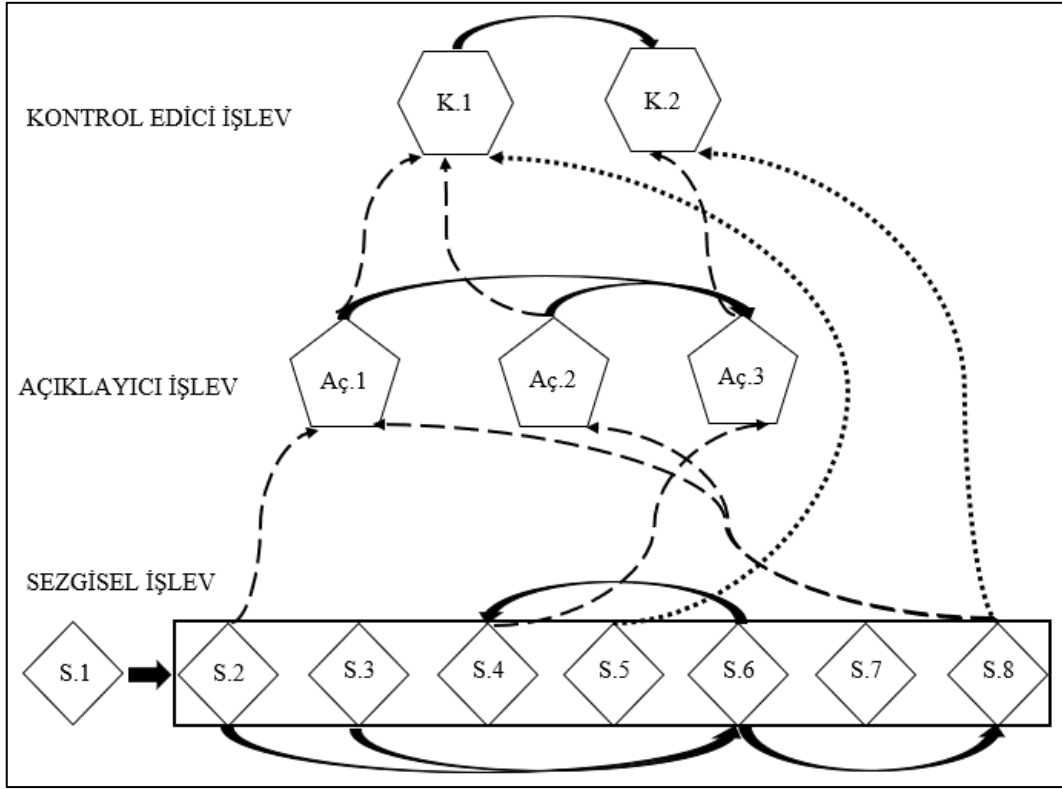 K.1
K.2
KONTROL EDİCİ İŞLEV
Aç.1
Aç.2
Aç.3
AÇIKLAYICI İŞLEV
SEZGİSEL İŞLEV
S.1
S.2
S.3
S.4
S.5
S.6
S.7
S.8